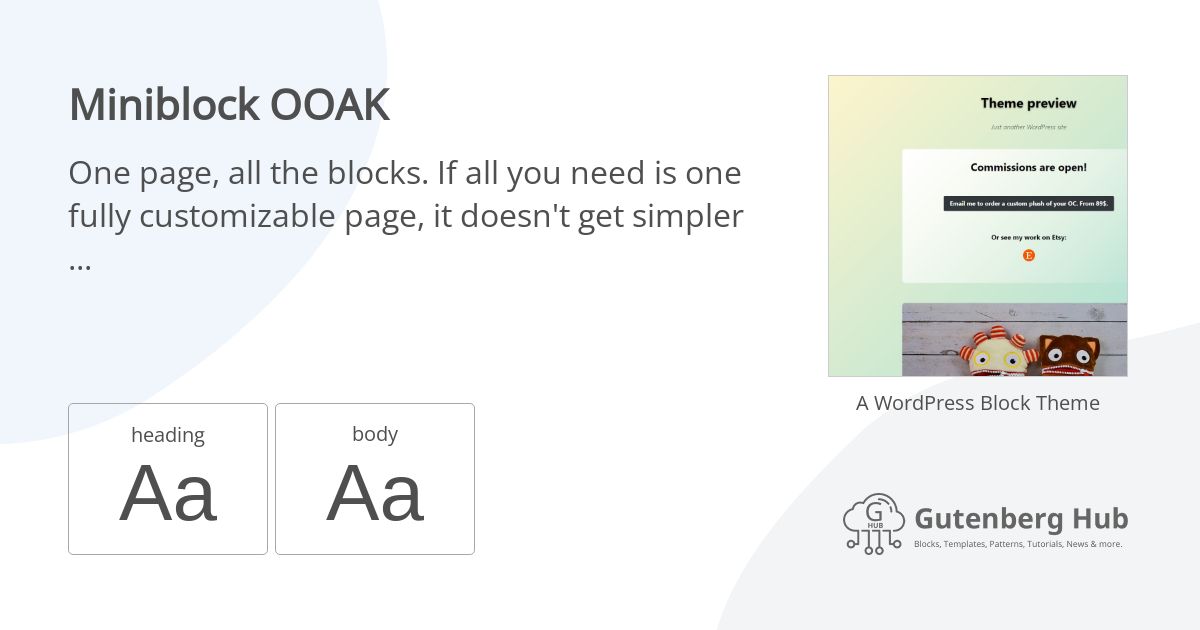 Miniblock OOAK
One page, all the blocks. If all you need is one
fully customizable page, it doesn't get simpler
...
heading
Aa
body
Aa
Theme preview
Just another WordPress site
Commissions are open!
Email me to order a custom plush of your OC. From 89$.
Or see my work on Etsy:
E
A WordPress Block Theme
G
HUB
Gutenberg Hub
Blocks, Templates, Patterns, Tutorials, News & more.